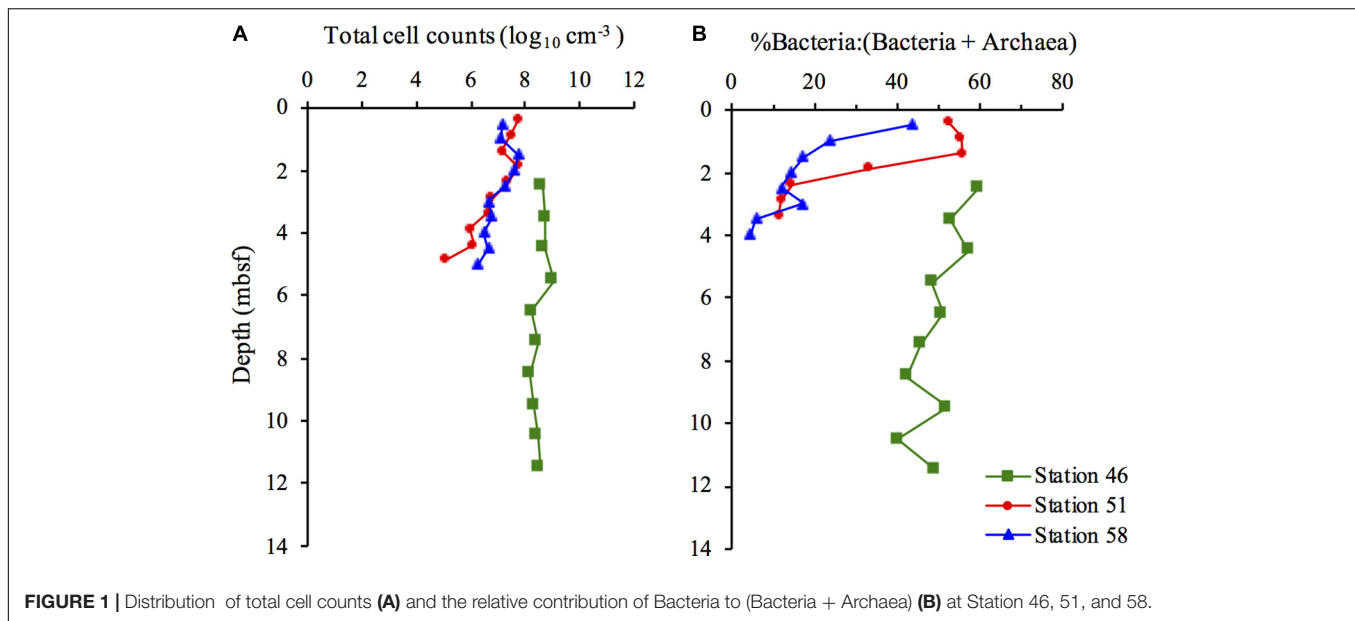 A Total cell counts (log10 cm-3)
0 2 4 6 8 10 12
0
2
4
6
8
10
12
14
Depth (mbsf)
B %Bacteria:(Bacteria + Archaea)
0 20 40 60 80
0
2
4
6
8
10
12
14
Station 46
Station 51
Station 58
FIGURE 1 | Distribution of total cell counts (A) and the relative contribution of Bacteria to (Bacteria + Archaea) (B) at Station 46, 51, and 58.